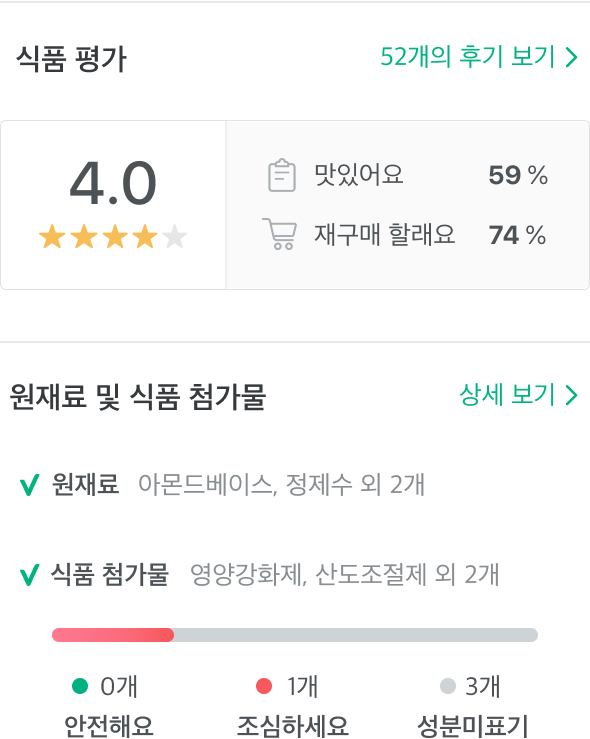 식품 평가
52개의 후기 보기
4.0
맛있어요 59 %
재구매 할래요 74 %
원재료 및 식품 첨가물
상세 보기
원재료 아몬드베이스, 정제수 외 2개
식품 첨가물 영양강화제, 산도조절제 외 2개
0개 1개 3개
안전해요 조심하세요 성분미표기